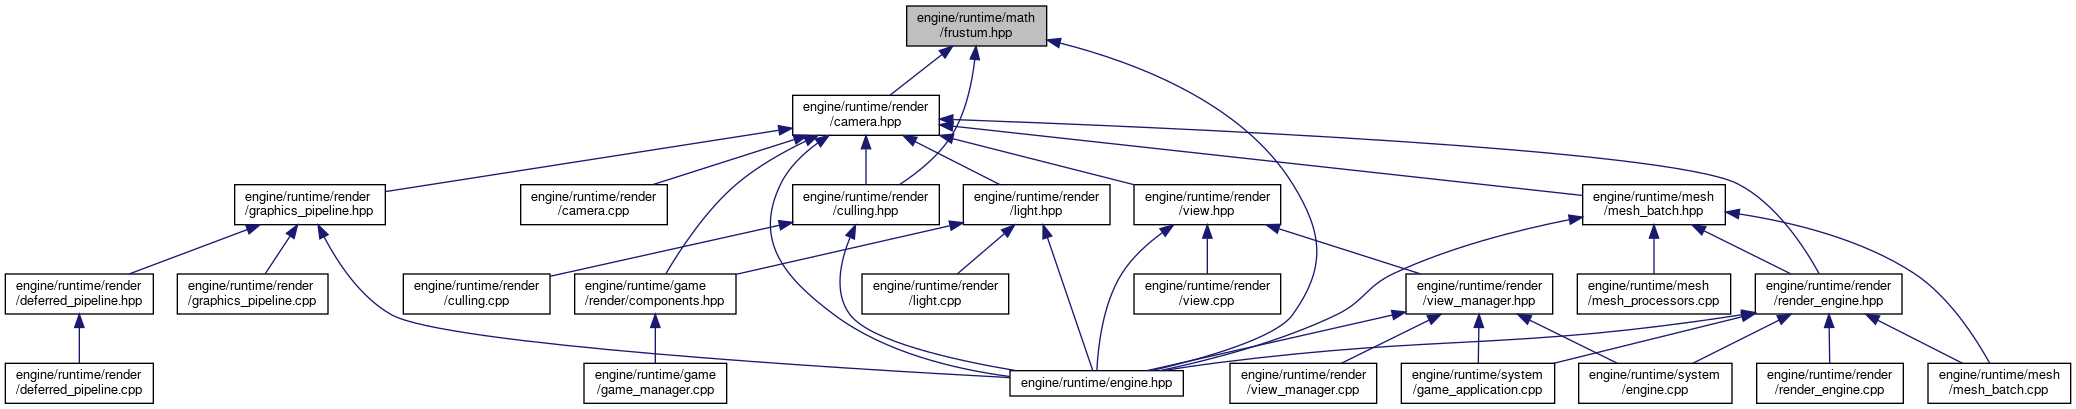 engine/runtime/math
/frustum.hpp
engine/runtime/render
/camera.hpp
engine/runtime/render
/graphics_pipeline.hpp
engine/runtime/render
/camera.cpp
engine/runtime/render
/culling.hpp
engine/runtime/render
/light.hpp
engine/runtime/render
/view.hpp
engine/runtime/mesh
/mesh_batch.hpp
engine/runtime/render
/deferred_pipeline.hpp
engine/runtime/render
/graphics_pipeline.cpp
engine/runtime/render
/culling.cpp
engine/runtime/game
/render/components.hpp
engine/runtime/render
/light.cpp
engine/runtime/render
/view.cpp
engine/runtime/render
/view_manager.hpp
engine/runtime/mesh
/mesh_processors.cpp
engine/runtime/render
/render_engine.hpp
engine/runtime/render
/deferred_pipeline.cpp
engine/runtime/game
/game_manager.cpp
engine/runtime/engine.hpp
engine/runtime/render
/view_manager.cpp
engine/runtime/system
/game_application.cpp
engine/runtime/system
/engine.cpp
engine/runtime/render
/render_engine.cpp
engine/runtime/mesh
/mesh_batch.cpp